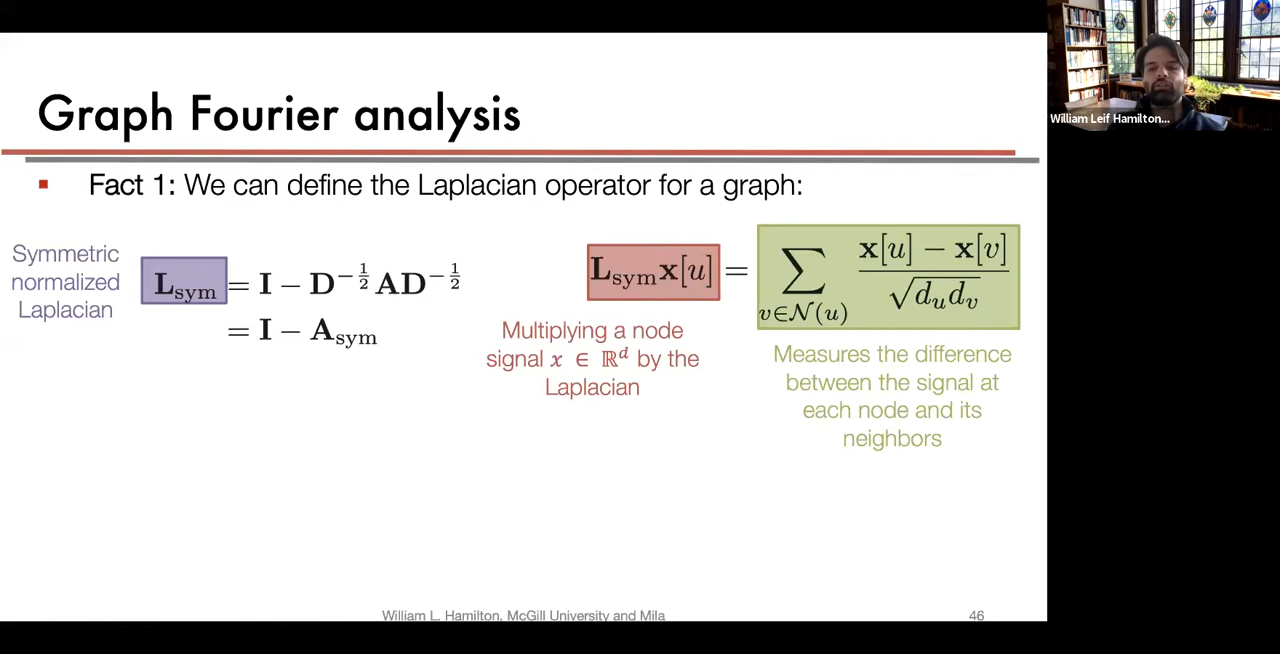 Graph Fourier analysis
Fact 1: We can define the Laplacian operator for a graph:
Symmetric
normalized
Laplacian
L_sym = I − D^{−1/2} A D^{−1/2}
= I − A_sym
L_sym x[u] = ∑_{v∈N(u)} (x[u] − x[v]) / √(d_u d_v)
Multiplying a node
signal x ∈ ℝ^d by the
Laplacian
Measures the difference
between the signal at
each node and its
neighbors
William L. Hamilton, McGill University and Mila
46
William Leif Hamilton...